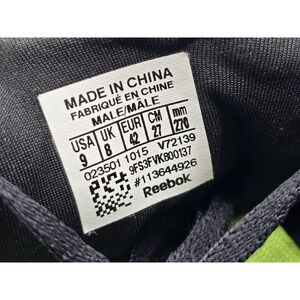 MADE IN CHINA
FABRIQUÉ EN CHINE
MALE/MÂLE
USA UK EUR CM mm
9 8 42 27 270
023501 1015 V72139
9FS3FVK800137
#113644926
Reebok